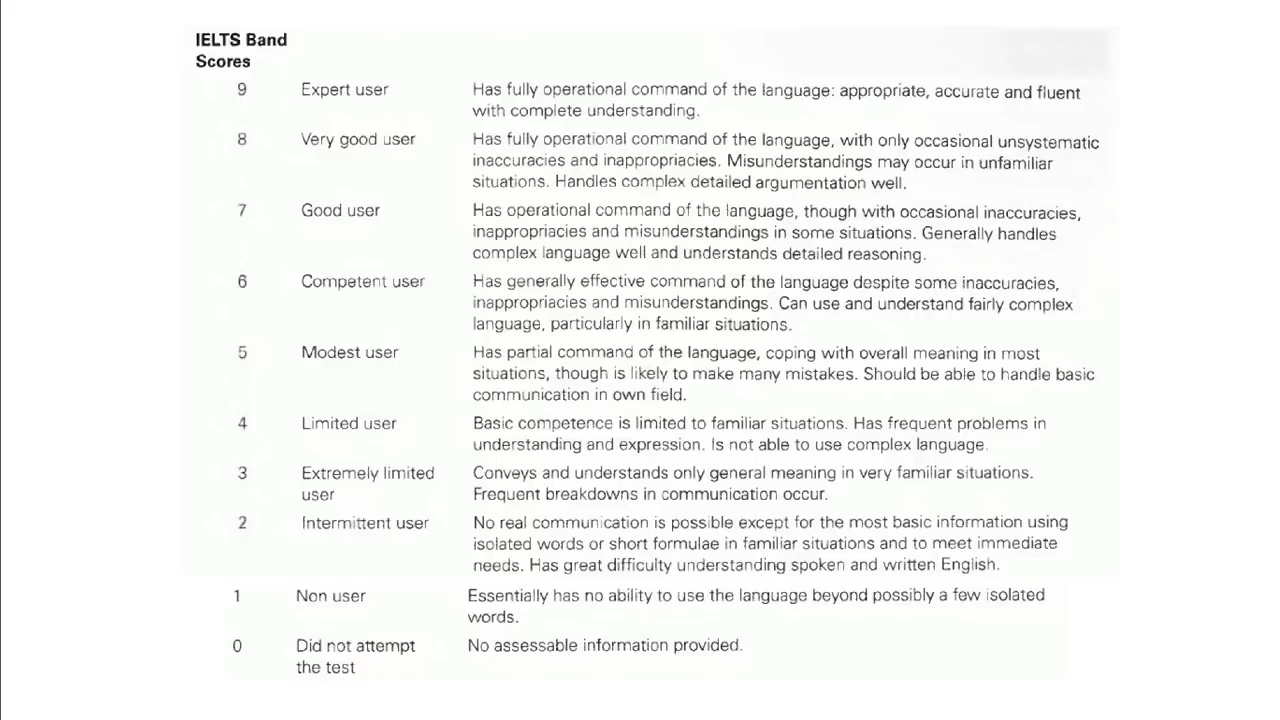 IELTS Band
Scores
9 Expert user Has fully operational command of the language: appropriate, accurate and fluent
with complete understanding.
8 Very good user Has fully operational command of the language, with only occasional unsystematic
inaccuracies and inappropriacies. Misunderstandings may occur in unfamiliar
situations. Handles complex detailed argumentation well.
7 Good user Has operational command of the language, though with occasional inaccuracies,
inappropriacies and misunderstandings in some situations. Generally handles
complex language well and understands detailed reasoning.
6 Competent user Has generally effective command of the language despite some inaccuracies,
inappropriacies and misunderstandings. Can use and understand fairly complex
language, particularly in familiar situations.
5 Modest user Has partial command of the language, coping with overall meaning in most
situations, though is likely to make many mistakes. Should be able to handle basic
communication in own field.
4 Limited user Basic competence is limited to familiar situations. Has frequent problems in
understanding and expression. Is not able to use complex language.
3 Extremely limited Conveys and understands only general meaning in very familiar situations.
user Frequent breakdowns in communication occur.
2 Intermittent user No real communication is possible except for the most basic information using
isolated words or short formulae in familiar situations and to meet immediate
needs. Has great difficulty understanding spoken and written English.
1 Non user Essentially has no ability to use the language beyond possibly a few isolated
words.
0 Did not attempt No assessable information provided.
the test